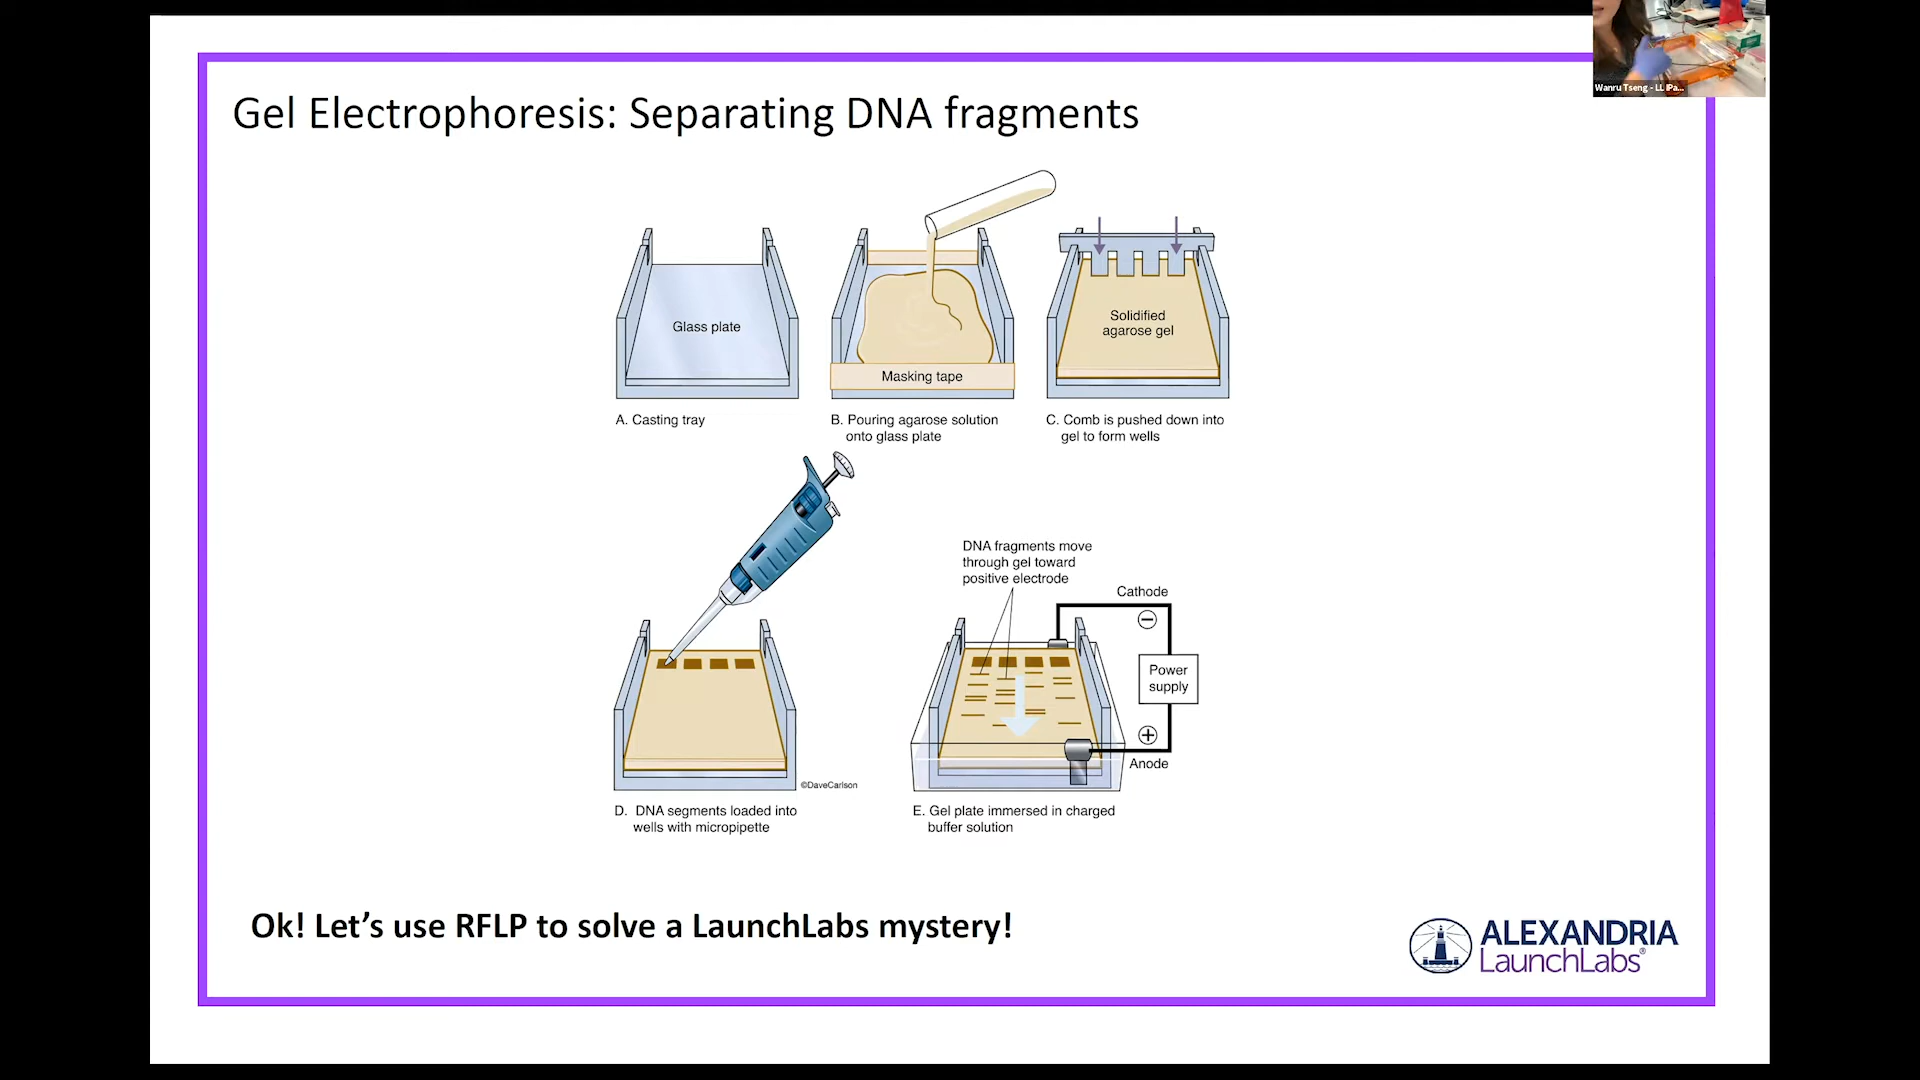 Wanru Tseng - LL iPa...
Gel Electrophoresis: Separating DNA fragments
Glass plate
Masking tape
Solidified
agarose gel
A. Casting tray
B. Pouring agarose solution
onto glass plate
C. Comb is pushed down into
gel to form wells
DNA fragments move
through gel toward
positive electrode
Cathode
−
Power
supply
+
Anode
©DaveCarlson
D. DNA segments loaded into
wells with micropipette
E. Gel plate immersed in charged
buffer solution
Ok! Let’s use RFLP to solve a LaunchLabs mystery!
ALEXANDRIA
LaunchLabs®